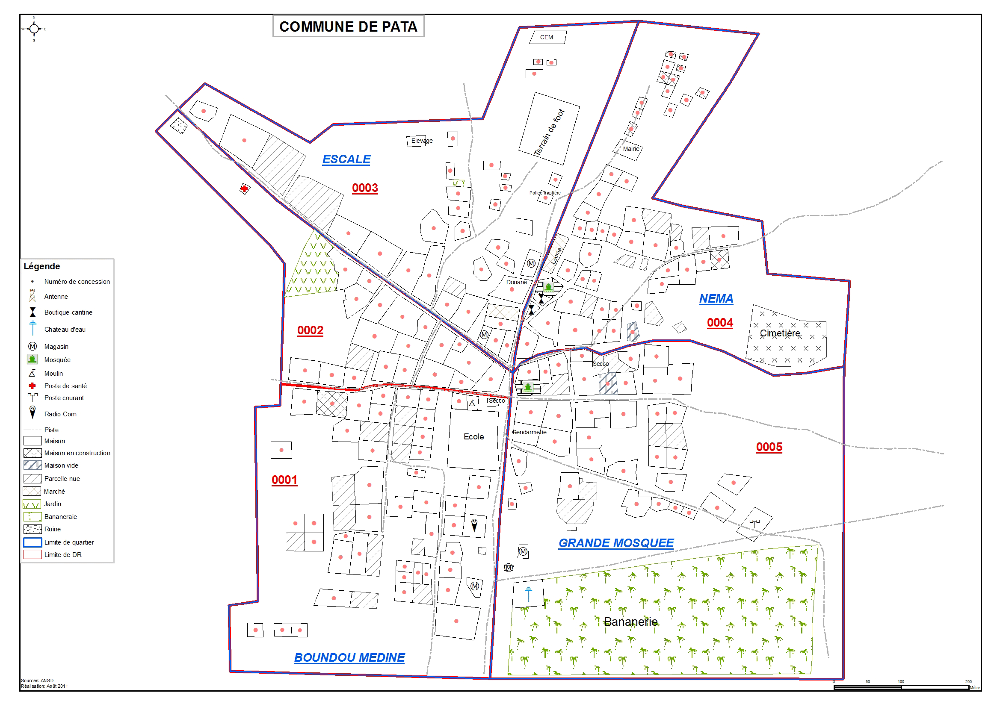 COMMUNE DE PATA
N
W
E
S
CEM
Elevage
Terrain de foot
ESCALE
Mairie
0003
Police frontière
Louma
Douane
M
NEMA
0002
0004
Cimetière
M
Secco
Secco
Ecole
Gendarmerie
0005
0001
PS
GRANDE MOSQUEE
M
M
M
Bananerie
BOUNDOU MEDINE
Légende
Numéro de concession
Antenne
Boutique-cantine
Chateau d'eau
M
Magasin
Mosquée
Moulin
Poste de santé
Poste courant
PS
Radio Com
Piste
Maison
Maison en construction
Maison vide
Parcelle nue
Marché
Jardin
Bananeraie
Ruine
Limite de quartier
Limite de DR
Sources: ANSD
Réalisation: Août 2011
0 50 100 200
Métre